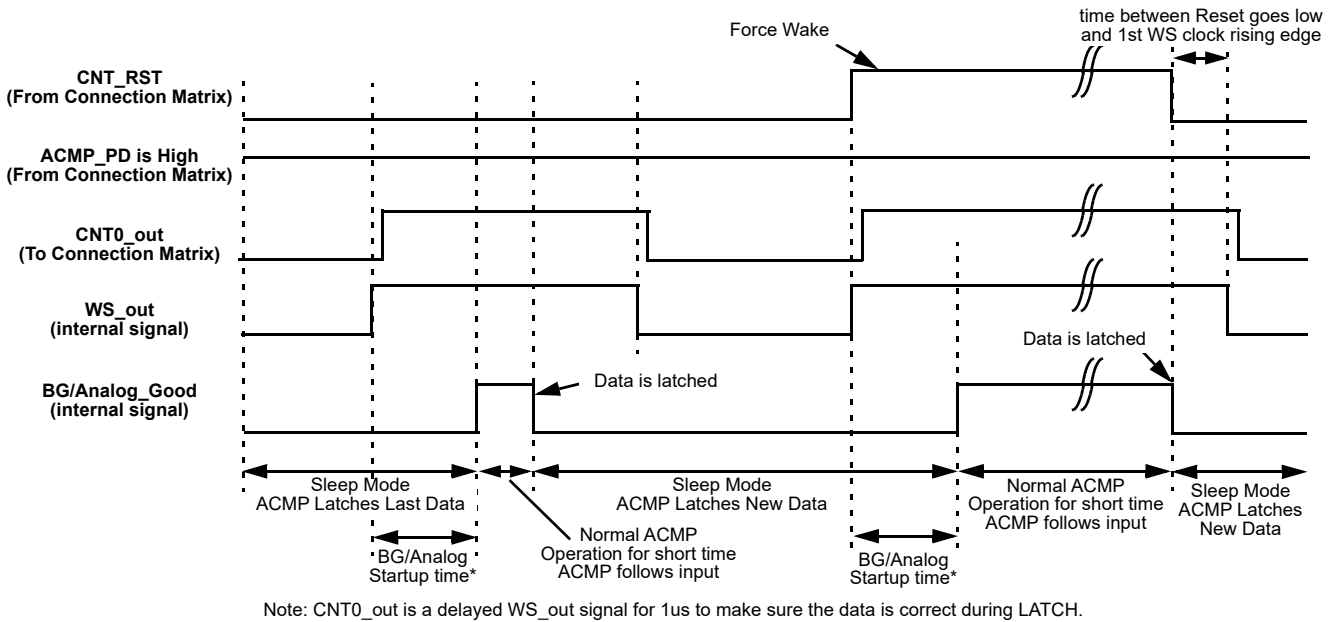 time between Reset goes low
and 1st WS clock rising edge
Force Wake
CNT_RST
(From Connection Matrix)
ACMP_PD is High
(From Connection Matrix)
CNT0_out
(To Connection Matrix)
WS_out
(internal signal)
Data is latched
BG/Analog_Good
(internal signal)
Data is latched
Sleep Mode
ACMP Latches Last Data
Sleep Mode
ACMP Latches New Data
Normal ACMP
Operation for short time
ACMP follows input
Sleep Mode
ACMP Latches
New Data
BG/Analog
Startup time*
Normal ACMP
Operation for short time
ACMP follows input
BG/Analog
Startup time*
Note: CNT0_out is a delayed WS_out signal for 1us to make sure the data is correct during LATCH.